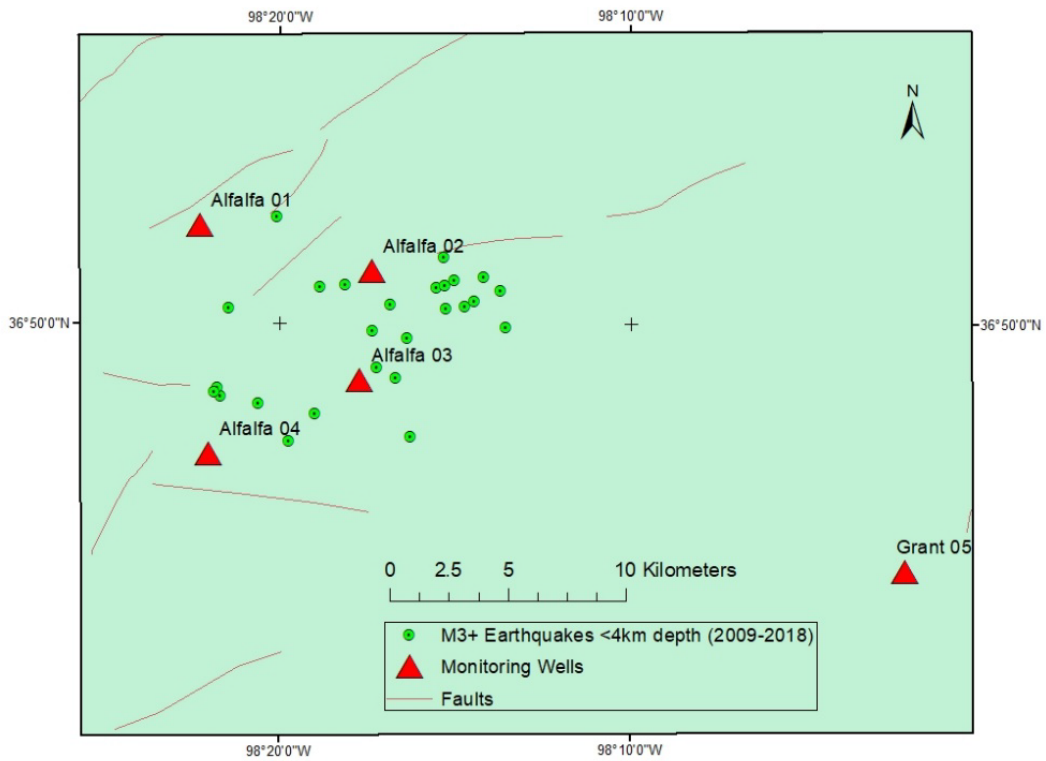 98°20'0"W
98°10'0"W
N
Alfalfa 01
Alfalfa 02
36°50'0"N
36°50'0"N
Alfalfa 03
Alfalfa 04
Grant 05
0 2.5 5 10 Kilometers
M3+ Earthquakes <4km depth (2009-2018)
Monitoring Wells
Faults
98°20'0"W
98°10'0"W